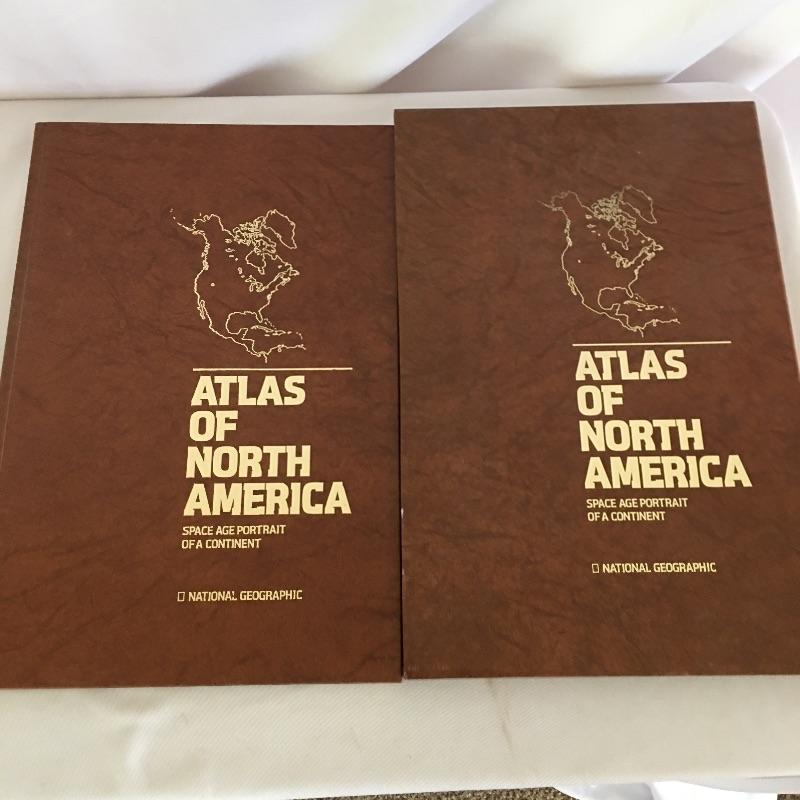 ATLAS
OF
NORTH
AMERICA
SPACE AGE PORTRAIT
OF A CONTINENT
NATIONAL GEOGRAPHIC
ATLAS
OF
NORTH
AMERICA
SPACE AGE PORTRAIT
OF A CONTINENT
NATIONAL GEOGRAPHIC